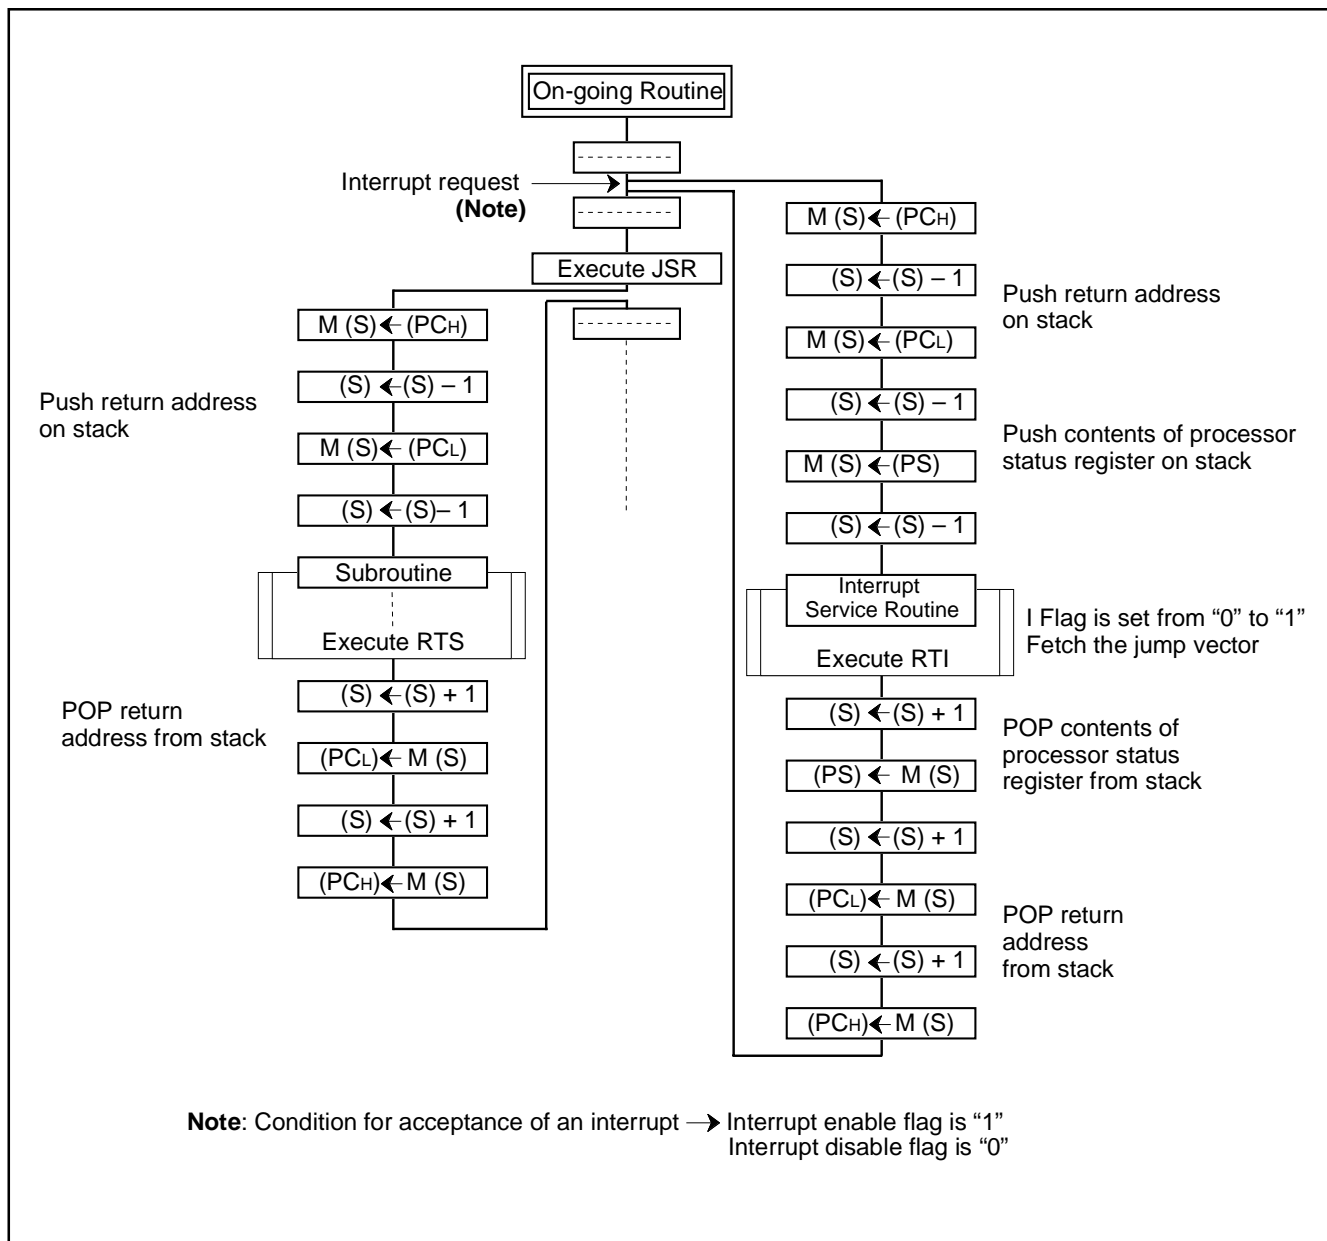 On-going Routine
Interrupt request
(Note)
Execute JSR
M (S) ← (PCH)
(S) ← (S) – 1
M (S) ← (PCL)
(S) ← (S)– 1
Push return address
on stack
Subroutine
Execute RTS
(S) ← (S) + 1
(PCL) ← M (S)
(S) ← (S) + 1
(PCH) ← M (S)
POP return
address from stack
M (S) ← (PCH)
(S) ← (S) – 1
M (S) ← (PCL)
(S) ← (S) – 1
M (S) ← (PS)
(S) ← (S) – 1
Push return address
on stack
Push contents of processor
status register on stack
Interrupt
Service Routine
Execute RTI
I Flag is set from “0” to “1”
Fetch the jump vector
(S) ← (S) + 1
(PS) ← M (S)
(S) ← (S) + 1
(PCL) ← M (S)
(S) ← (S) + 1
(PCH) ← M (S)
POP contents of
processor status
register from stack
POP return
address
from stack
Note: Condition for acceptance of an interrupt → Interrupt enable flag is “1”
Interrupt disable flag is “0”